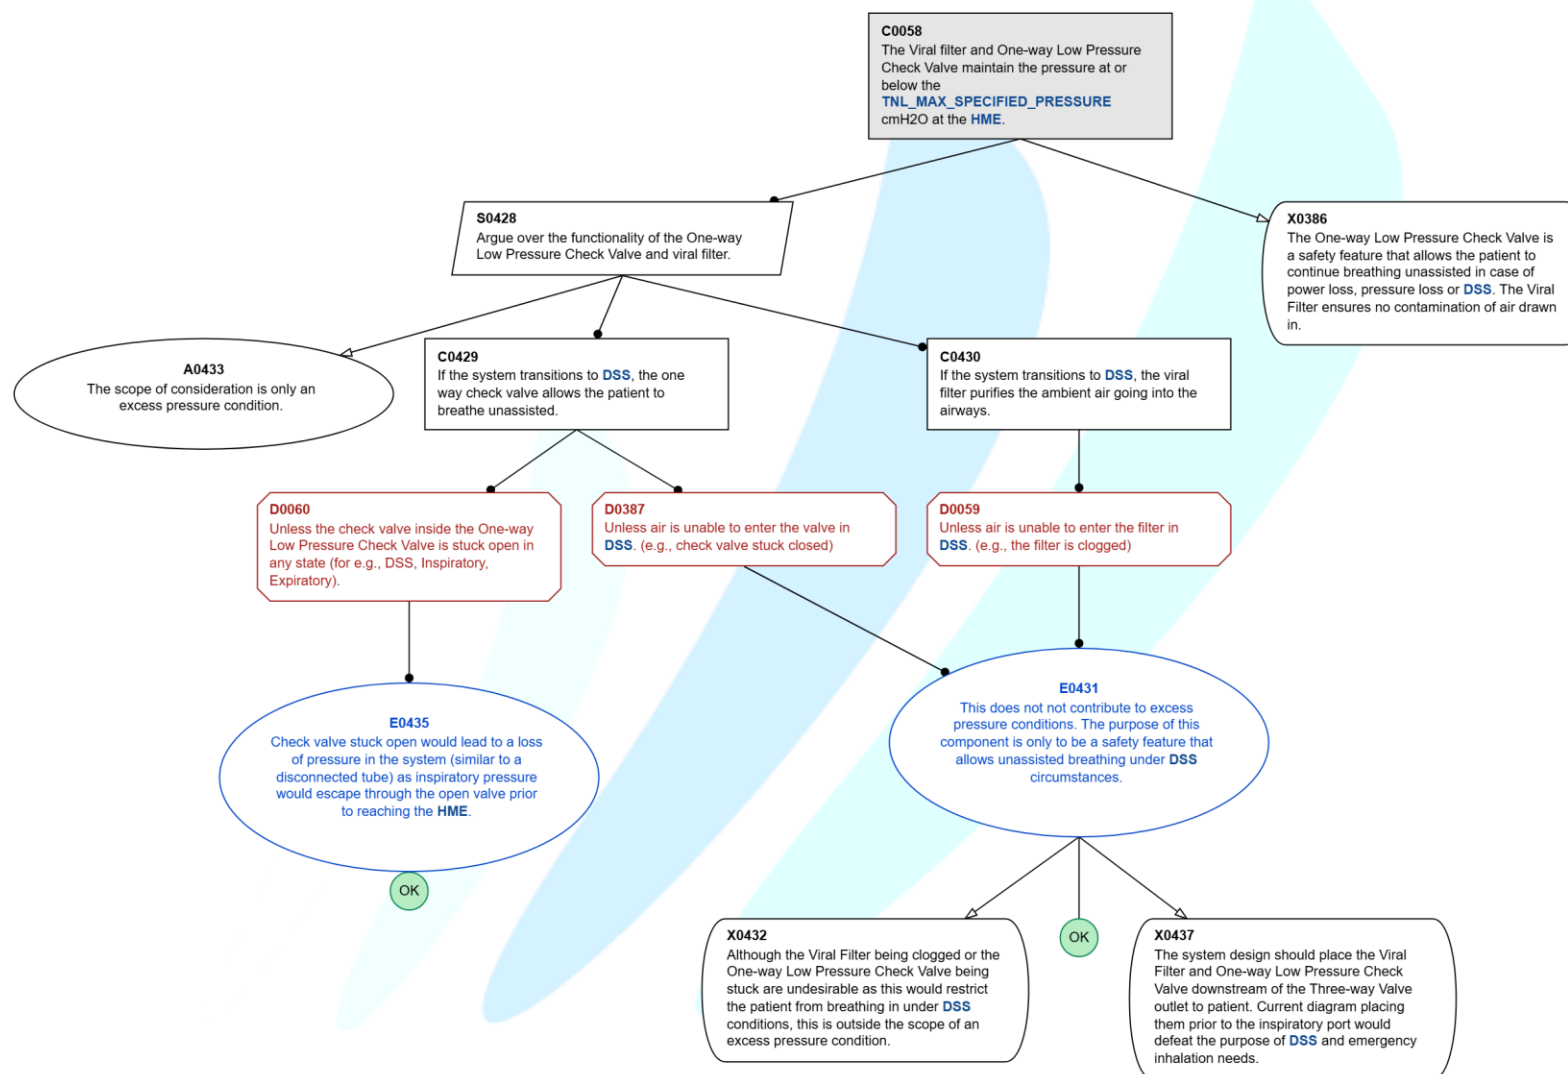 C0058
The Viral filter and One-way Low Pressure
Check Valve maintain the pressure at or
below the
TNL_MAX_SPECIFIED_PRESSURE
cmH2O at the HME.
S0428
Argue over the functionality of the One-way
Low Pressure Check Valve and viral filter.
X0386
The One-way Low Pressure Check Valve is
a safety feature that allows the patient to
continue breathing unassisted in case of
power loss, pressure loss or DSS. The Viral
Filter ensures no contamination of air drawn
in.
A0433
The scope of consideration is only an
excess pressure condition.
C0429
If the system transitions to DSS, the one
way check valve allows the patient to
breathe unassisted.
C0430
If the system transitions to DSS, the viral
filter purifies the ambient air going into the
airways.
D0060
Unless the check valve inside the One-way
Low Pressure Check Valve is stuck open in
any state (for e.g., DSS, Inspiratory,
Expiratory).
D0387
Unless air is unable to enter the valve in
DSS. (e.g., check valve stuck closed)
D0059
Unless air is unable to enter the filter in
DSS. (e.g., the filter is clogged)
E0435
Check valve stuck open would lead to a loss
of pressure in the system (similar to a
disconnected tube) as inspiratory pressure
would escape through the open valve prior
to reaching the HME.
OK
E0431
This does not not contribute to excess
pressure conditions. The purpose of this
component is only to be a safety feature that
allows unassisted breathing under DSS
circumstances.
X0432
Although the Viral Filter being clogged or the
One-way Low Pressure Check Valve being
stuck are undesirable as this would restrict
the patient from breathing in under DSS
conditions, this is outside the scope of an
excess pressure condition.
OK
X0437
The system design should place the Viral
Filter and One-way Low Pressure Check
Valve downstream of the Three-way Valve
outlet to patient. Current diagram placing
them prior to the inspiratory port would
defeat the purpose of DSS and emergency
inhalation needs.